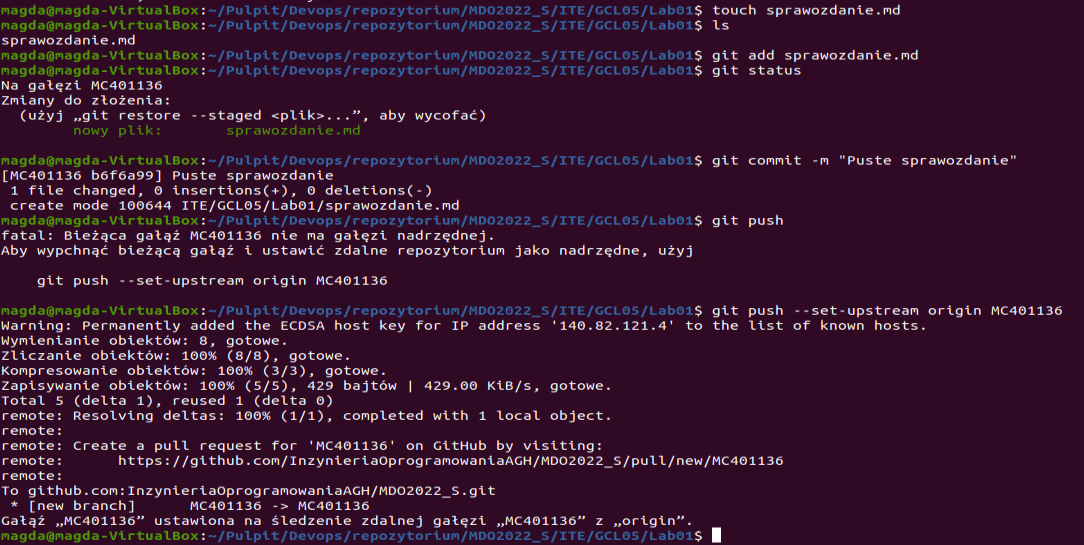 magda@magda-VirtualBox:~/Pulpit/Devops/repozytorium/MDO2022_S/ITE/GCL05/Lab01$ touch sprawozdanie.md
magda@magda-VirtualBox:~/Pulpit/Devops/repozytorium/MDO2022_S/ITE/GCL05/Lab01$ ls
sprawozdanie.md
magda@magda-VirtualBox:~/Pulpit/Devops/repozytorium/MDO2022_S/ITE/GCL05/Lab01$ git add sprawozdanie.md
magda@magda-VirtualBox:~/Pulpit/Devops/repozytorium/MDO2022_S/ITE/GCL05/Lab01$ git status
Na gałęzi MC401136
Zmiany do złożenia:
  (użyj „git restore --staged <plik>...”, aby wycofać)
        nowy plik:       sprawozdanie.md

magda@magda-VirtualBox:~/Pulpit/Devops/repozytorium/MDO2022_S/ITE/GCL05/Lab01$ git commit -m "Puste sprawozdanie"
[MC401136 b6f6a99] Puste sprawozdanie
 1 file changed, 0 insertions(+), 0 deletions(-)
 create mode 100644 ITE/GCL05/Lab01/sprawozdanie.md
magda@magda-VirtualBox:~/Pulpit/Devops/repozytorium/MDO2022_S/ITE/GCL05/Lab01$ git push
fatal: Bieżąca gałąź MC401136 nie ma gałęzi nadrzędnej.
Aby wypchnąć bieżącą gałąź i ustawić zdalne repozytorium jako nadrzędne, użyj

    git push --set-upstream origin MC401136

magda@magda-VirtualBox:~/Pulpit/Devops/repozytorium/MDO2022_S/ITE/GCL05/Lab01$ git push --set-upstream origin MC401136
Warning: Permanently added the ECDSA host key for IP address '140.82.121.4' to the list of known hosts.
Wymienianie obiektów: 8, gotowe.
Zliczanie obiektów: 100% (8/8), gotowe.
Kompresowanie obiektów: 100% (3/3), gotowe.
Zapisywanie obiektów: 100% (5/5), 429 bajtów | 429.00 KiB/s, gotowe.
Total 5 (delta 1), reused 1 (delta 0)
remote: Resolving deltas: 100% (1/1), completed with 1 local object.
remote:
remote: Create a pull request for 'MC401136' on GitHub by visiting:
remote:      https://github.com/InzynieriaOprogramowaniaAGH/MDO2022_S/pull/new/MC401136
remote:
To github.com:InzynieriaOprogramowaniaAGH/MDO2022_S.git
 * [new branch]      MC401136 -> MC401136
Gałąź „MC401136” ustawiona na śledzenie zdalnej gałęzi „MC401136” z „origin”.
magda@magda-VirtualBox:~/Pulpit/Devops/repozytorium/MDO2022_S/ITE/GCL05/Lab01$